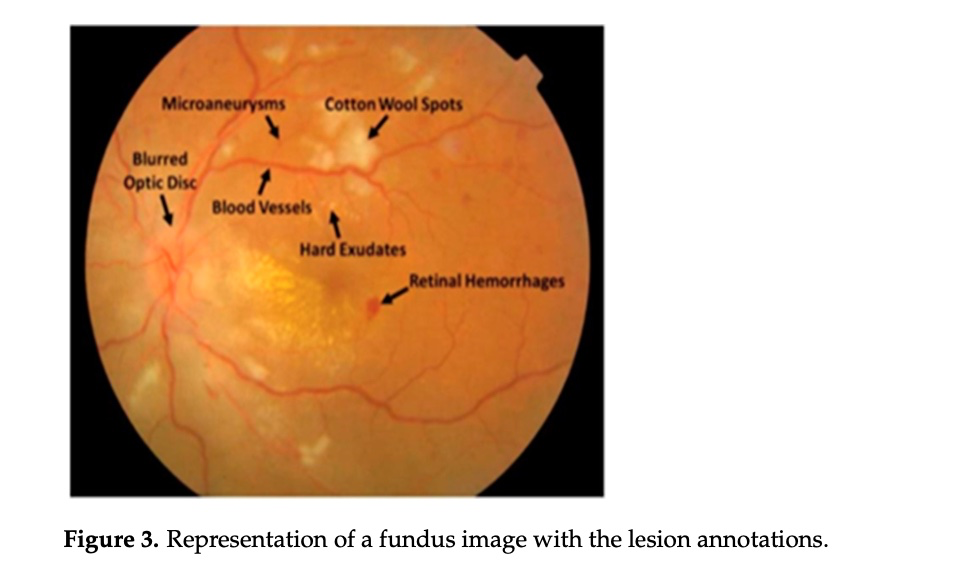 Microaneurysms
Cotton Wool Spots
Blurred
Optic Disc
Blood Vessels
Hard Exudates
Retinal Hemorrhages
Figure 3. Representation of a fundus image with the lesion annotations.